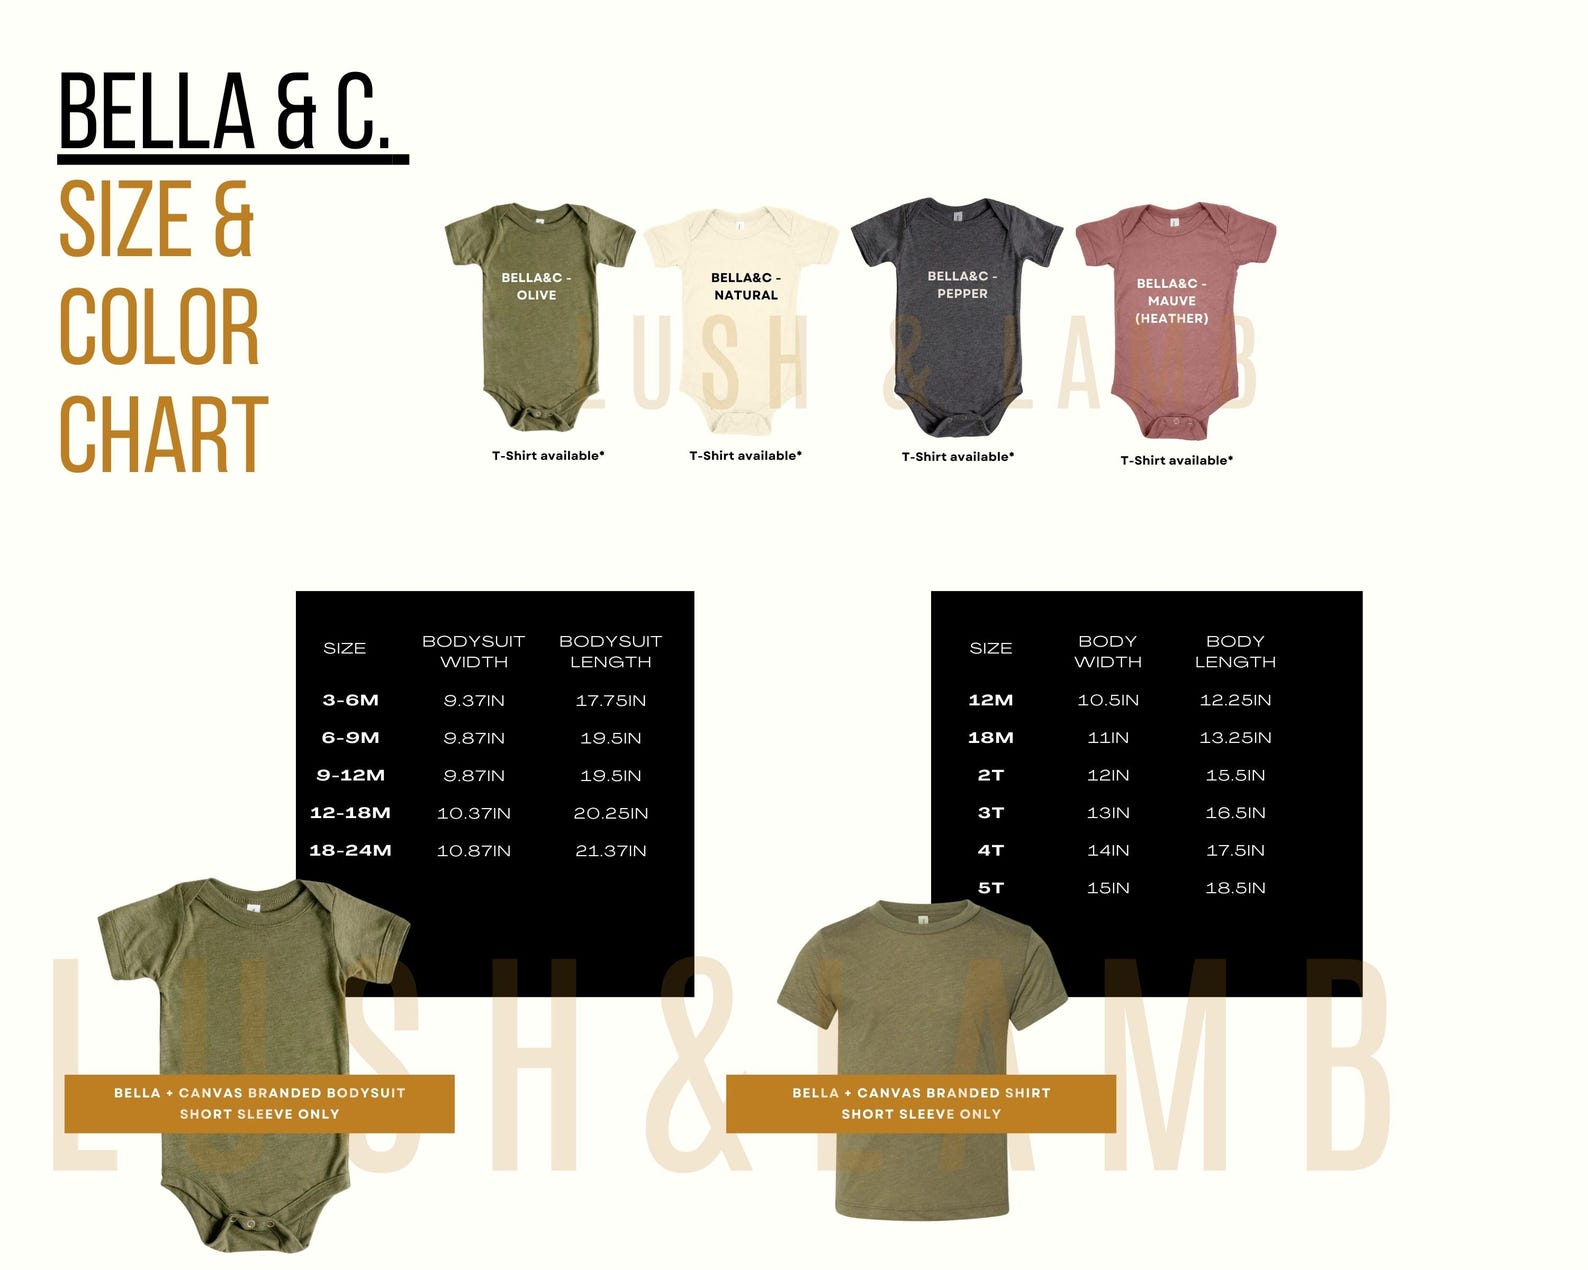 BELLA & C.
SIZE &
COLOR
CHART
BELLA&C -
OLIVE
BELLA&C -
NATURAL
BELLA&C -
PEPPER
BELLA&C -
MAUVE
(HEATHER)
LUSH & LAMB
T-Shirt available*
T-Shirt available*
T-Shirt available*
T-Shirt available*
SIZE BODYSUIT WIDTH BODYSUIT LENGTH
3-6M 9.37IN 17.75IN
6-9M 9.87IN 19.5IN
9-12M 9.87IN 19.5IN
12-18M 10.37IN 20.25IN
18-24M 10.87IN 21.37IN
SIZE BODY WIDTH BODY LENGTH
12M 10.5IN 12.25IN
18M 11IN 13.25IN
2T 12IN 15.5IN
3T 13IN 16.5IN
4T 14IN 17.5IN
5T 15IN 18.5IN
LUSH&LAMB
BELLA + CANVAS BRANDED BODYSUIT
SHORT SLEEVE ONLY
BELLA + CANVAS BRANDED SHIRT
SHORT SLEEVE ONLY